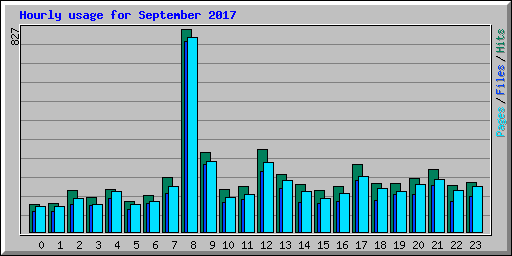 Hourly usage for September 2017
827
Pages/Files/Hits
0 1 2 3 4 5 6 7 8 9 10 11 12 13 14 15 16 17 18 19 20 21 22 23